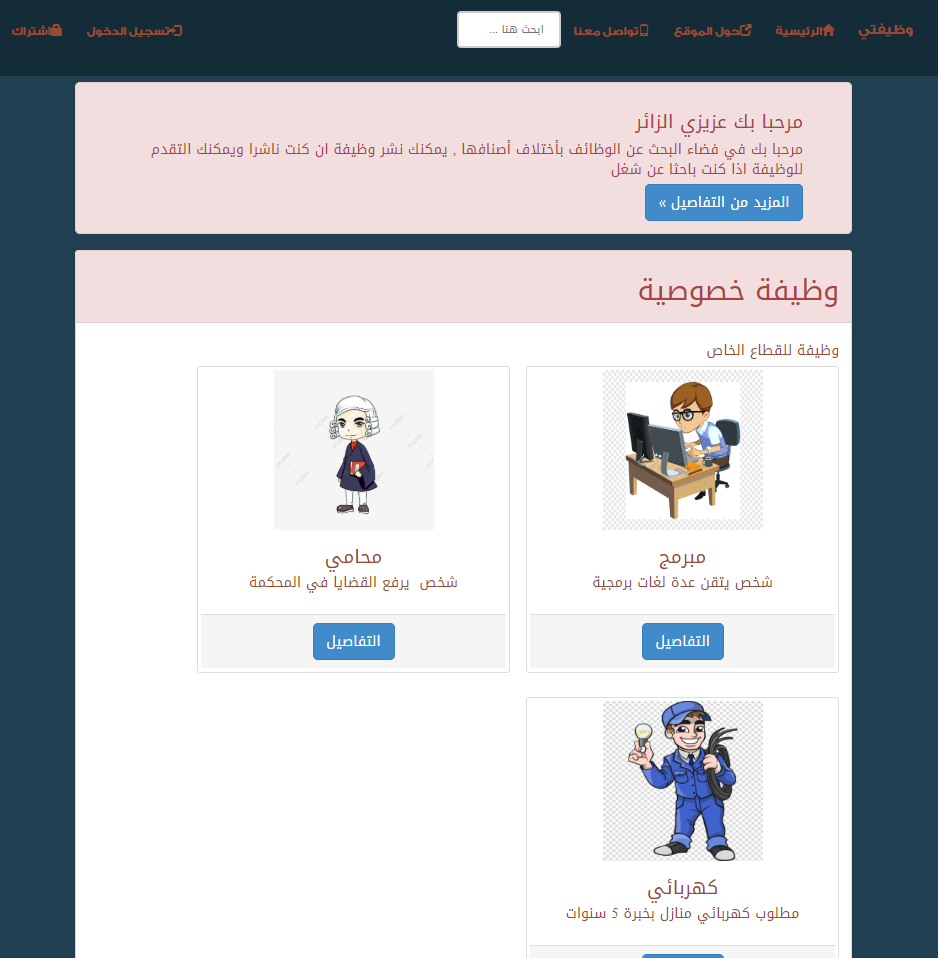 وظيفتي
الرئيسية
حول الموقع
تواصل معنا
ابحث هنا ...
تسجيل الدخول
اشتراك
مرحبا بك عزيزي الزائر
مرحبا بك في فضاء البحث عن الوظائف بأختلاف أصنافها , يمكنك نشر وظيفة ان كنت ناشرا ويمكنك التقدم
للوظيفة اذا كنت باحثا عن شغل
المزيد من التفاصيل »
وظيفة خصوصية
وظيفة للقطاع الخاص
مبرمج
شخص يتقن عدة لغات برمجية
التفاصيل
محامي
شخص يرفع القضايا في المحكمة
التفاصيل
كهربائي
مطلوب كهربائي منازل بخبرة 5 سنوات